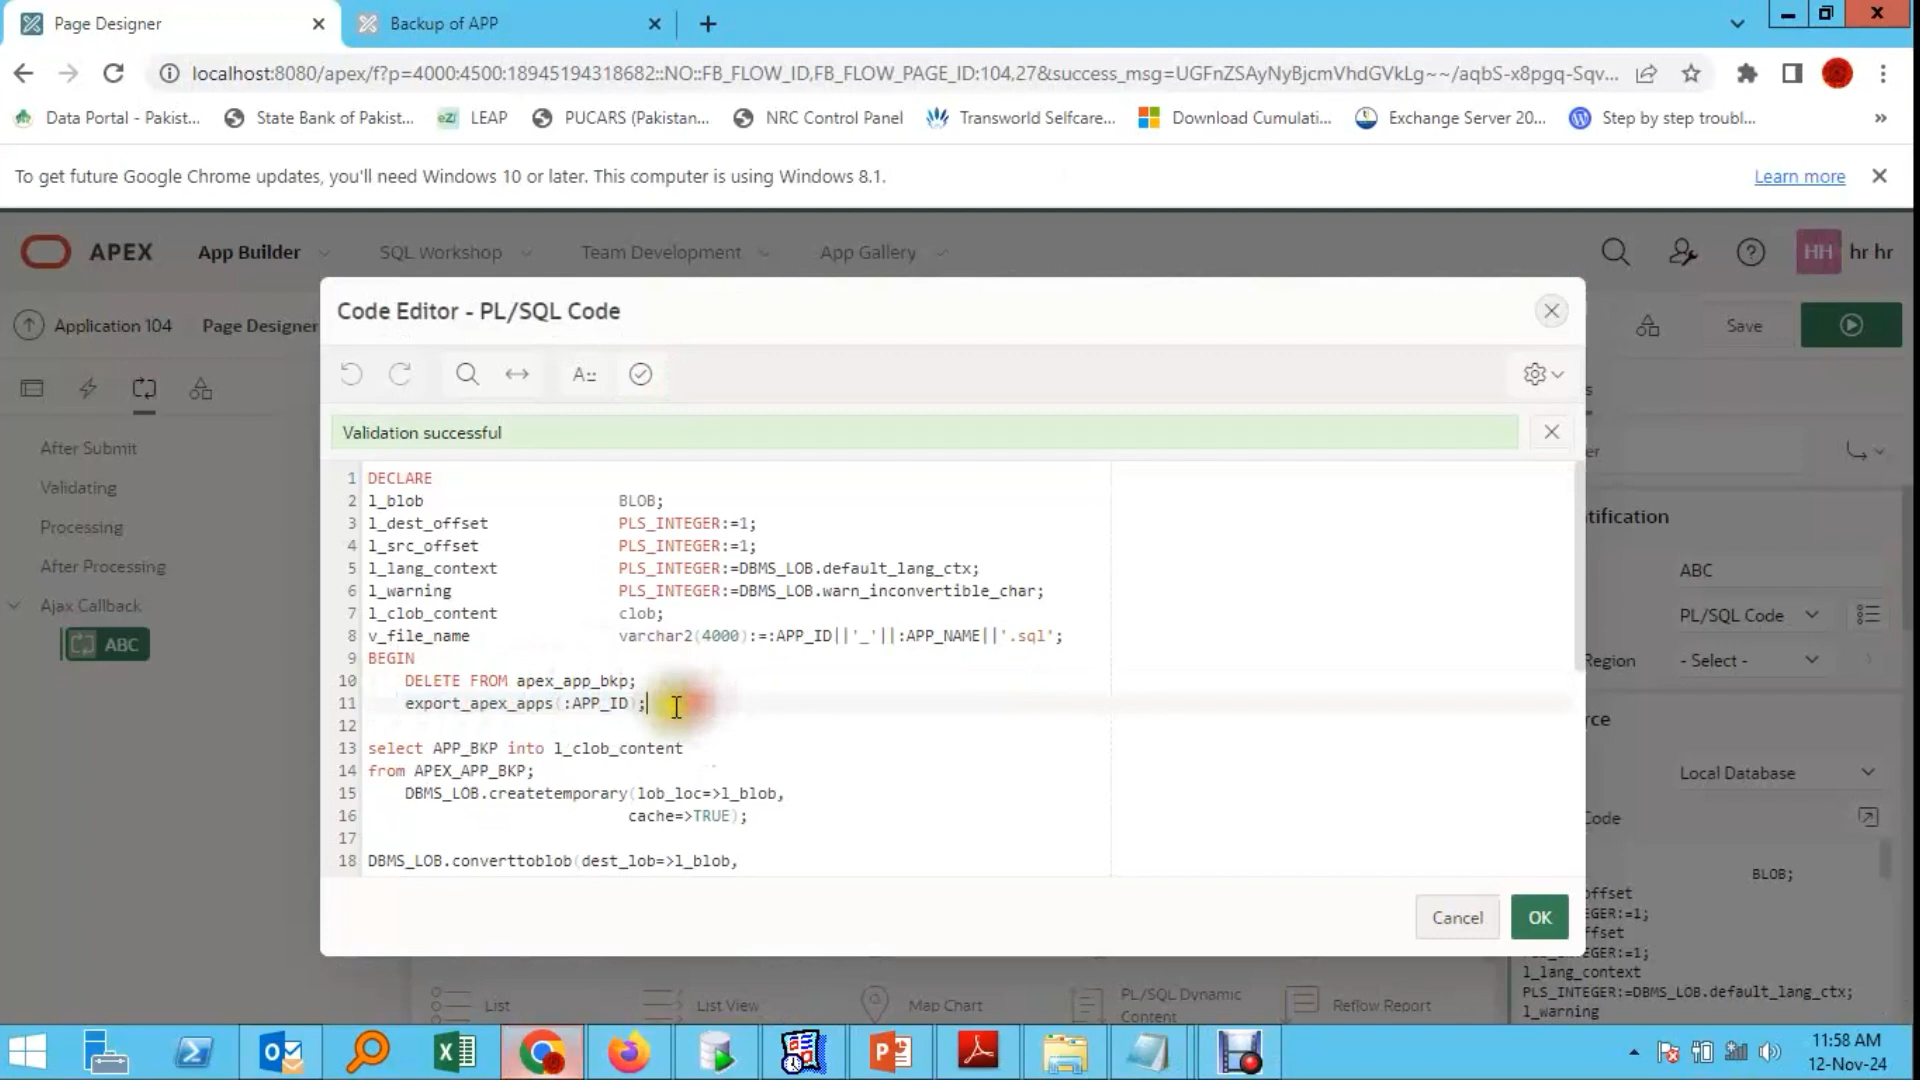 Page Designer
Backup of APP
localhost:8080/apex/f?p=4000:4500:18945194318682::NO::FB_FLOW_ID,FB_FLOW_PAGE_ID:104,27&success_msg=UGFnZSAyNyBjcmVhdGVkLg~~/aqbS-x8pgq-Sqv...
Data Portal - Pakist...
State Bank of Pakist...
eZi LEAP
PUCARS (Pakistan...
NRC Control Panel
Transworld Selfcare...
Download Cumulati...
Exchange Server 20...
Step by step troubl...
To get future Google Chrome updates, you'll need Windows 10 or later. This computer is using Windows 8.1.
Learn more
APEX
App Builder
SQL Workshop
Team Development
App Gallery
HH hr hr
Application 104
Page Designer
Save
Code Editor - PL/SQL Code
A::
Validation successful
After Submit
Validating
Processing
After Processing
Ajax Callback
ABC
1 DECLARE
2 l_blob BLOB;
3 l_dest_offset PLS_INTEGER:=1;
4 l_src_offset PLS_INTEGER:=1;
5 l_lang_context PLS_INTEGER:=DBMS_LOB.default_lang_ctx;
6 l_warning PLS_INTEGER:=DBMS_LOB.warn_inconvertible_char;
7 l_clob_content clob;
8 v_file_name varchar2(4000):=:APP_ID||'_'||:APP_NAME||'.sql';
9 BEGIN
10 DELETE FROM apex_app_bkp;
11 export_apex_apps(:APP_ID);
12
13 select APP_BKP into l_clob_content
14 from APEX_APP_BKP;
15 DBMS_LOB.createtemporary(lob_loc=>l_blob,
16 cache=>TRUE);
17
18 DBMS_LOB.converttoblob(dest_lob=>l_blob,
Cancel
OK
s
er
tification
ABC
PL/SQL Code
Region
- Select -
rce
Local Database
Code
BLOB;
offset
EGER:=1;
ffset
PLS_INTEGER:=1;
l_lang_context
PLS_INTEGER:=DBMS_LOB.default_lang_ctx;
l_warning
List
List View
Map Chart
PL/SQL Dynamic
Content
Reflow Report
11:58 AM
12-Nov-24